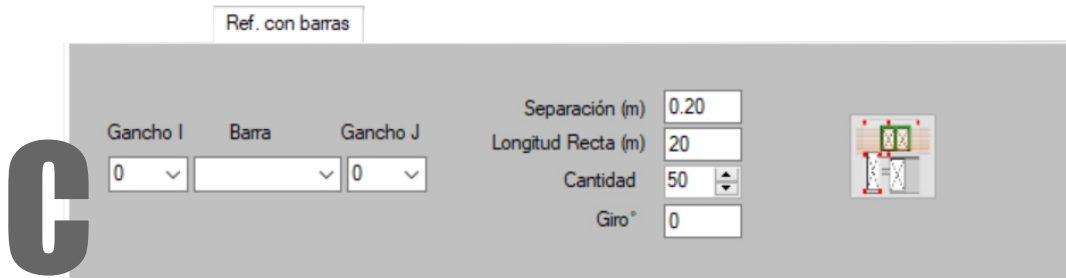 Ref. con barras
Separación (m) 0.20
Gancho I Barra Gancho J
Longitud Recta (m) 20
0 0
Cantidad 50
Giro° 0
C